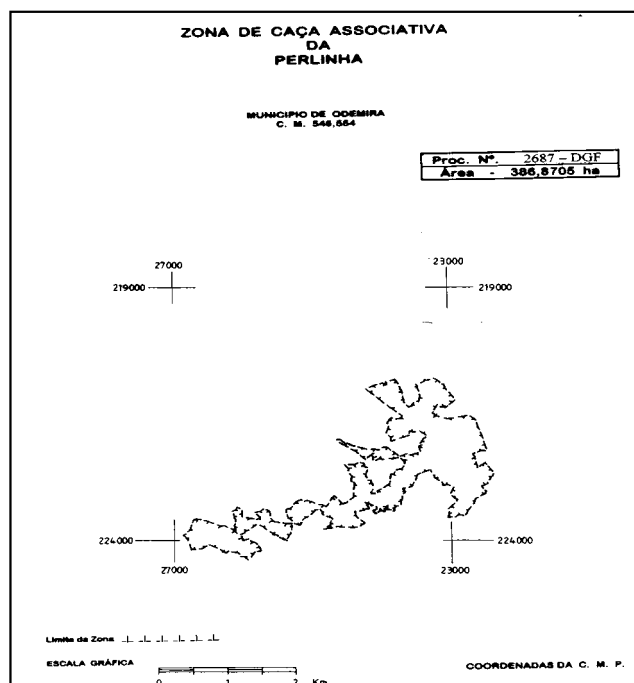 ZONA DE CAÇA ASSOCIATIVA
DA
PERLINHA
MUNICIPIO DE ODEMIRA
C. M. 546,554
Proc. Nº. 2687 – DGF
Área - 386,8705 ha
27000
23000
219000
219000
224000
224000
27000
23000
Limite da Zona
ESCALA GRÁFICA
0 1 2 Km
COORDENADAS DA C. M. P.